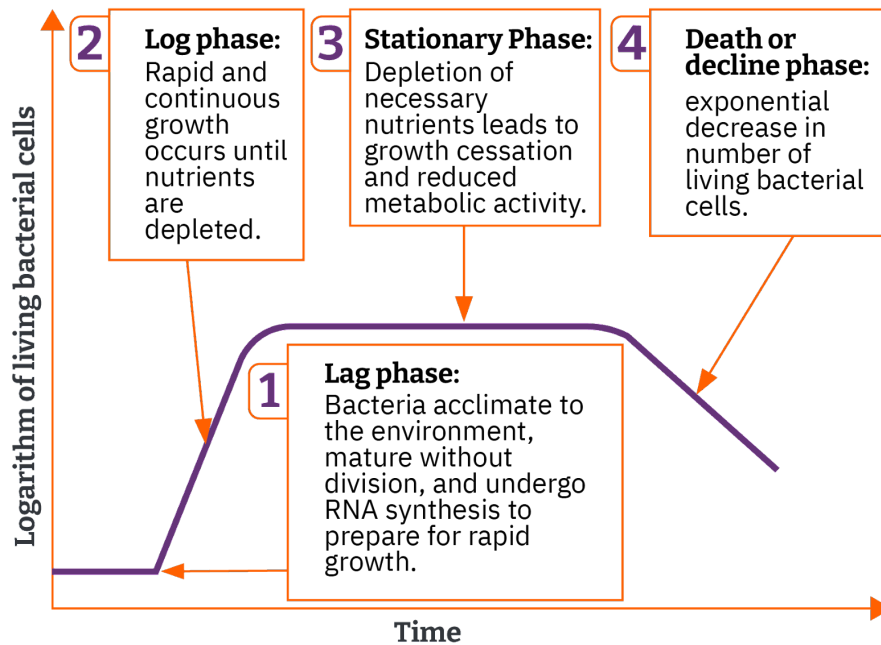 2
Log phase:
Rapid and
continuous
growth
occurs until
nutrients
are
depleted.
3
Stationary Phase:
Depletion of
necessary
nutrients leads to
growth cessation
and reduced
metabolic activity.
4
Death or
decline phase:
exponential
decrease in
number of
living bacterial
cells.
1
Lag phase:
Bacteria acclimate to
the environment,
mature without
division, and undergo
RNA synthesis to
prepare for rapid
growth.
Logarithm of living bacterial cells
Time